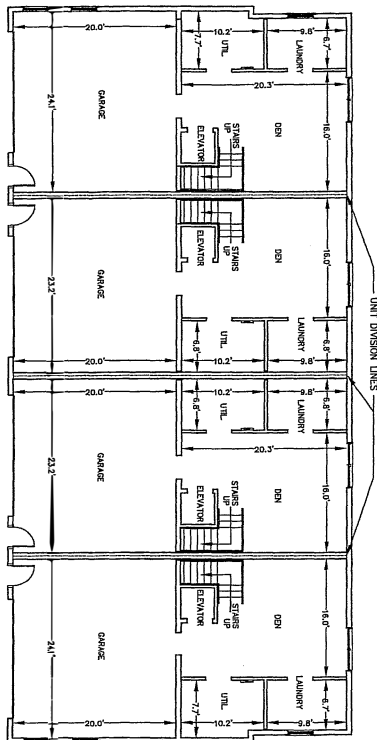 20.0'
10.2'
9.8'
7.7'
UTIL
LAUNDRY
6.7'
20.3'
24.1'
GARAGE
DEN
16.0'
STAIRS
UP
ELEVATOR
UNIT DIVISION LINES
STAIRS
UP
ELEVATOR
DEN
16.0'
23.2'
GARAGE
6.8'
UTIL
LAUNDRY
6.8'
20.0'
10.2'
9.8'
20.0'
10.2'
9.8'
6.8'
UTIL
LAUNDRY
6.8'
20.3'
23.2'
GARAGE
DEN
16.0'
STAIRS
UP
ELEVATOR
STAIRS
UP
ELEVATOR
DEN
16.0'
24.1'
GARAGE
7.7'
UTIL
LAUNDRY
6.7'
20.0'
10.2'
9.8'